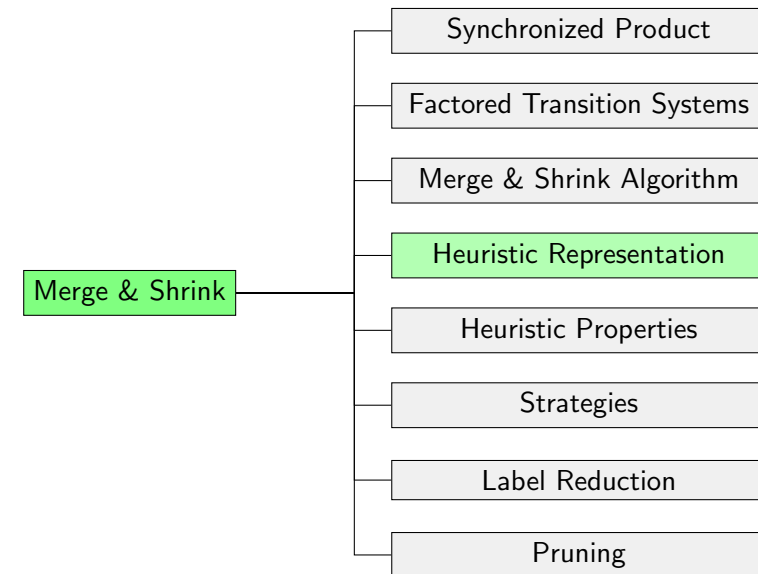 Synchronized Product
Factored Transition Systems
Merge & Shrink Algorithm
Heuristic Representation
Merge & Shrink
Heuristic Properties
Strategies
Label Reduction
Pruning